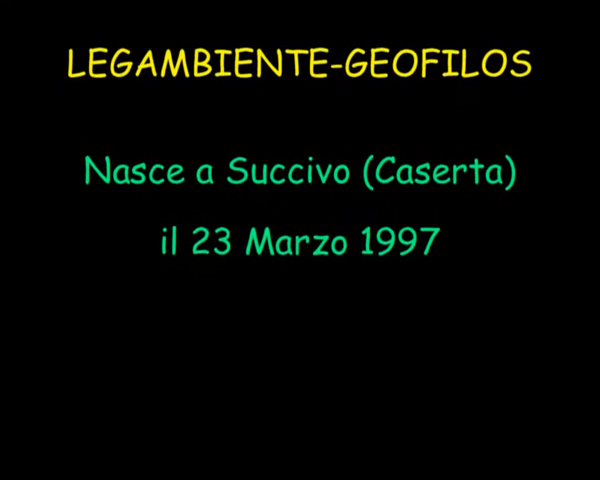 LEGAMBIENTE-GEOFILOS
Nasce a Succivo (Caserta)
il 23 Marzo 1997